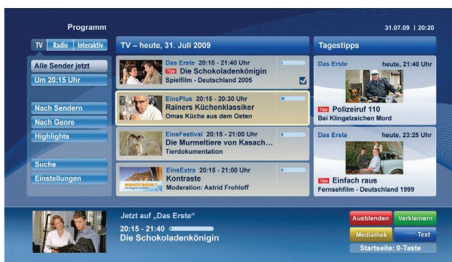 Programm
31.07.09 | 20:20
TV Radio Interaktiv
Alle Sender jetzt
Um 20:15 Uhr
Nach Sendern
Nach Genre
Highlights
Suche
Einstellungen
TV – heute, 31. Juli 2009
Das Erste 20:15 - 21:40 Uhr
Tipp Die Schokoladenkönigin
Spielfilm - Deutschland 2005
EinsPlus 20:15 - 20:30 Uhr
Rainers Küchenklassiker
Omas Küche aus dem Osten
EinsFestival 20:15 - 21:00 Uhr
Die Murmeltiere von Kasach...
Tierdokumentation
KONTRASTE
EinsExtra 20:15 - 21:00 Uhr
Kontraste
Moderation: Astrid Frohloff
Tagestipps
Das Erste heute, 21:40 Uhr
Tipp Polizeiruf 110
Bei Klingelzeichen Mord
Das Erste heute, 23:25 Uhr
Tipp Einfach raus
Fernsehfilm - Deutschland 1999
Jetzt auf „Das Erste"
20:15 - 21:40
Die Schokoladenkönigin
Ausblenden Verkleinern
Mediathek Text
Startseite: 0-Taste